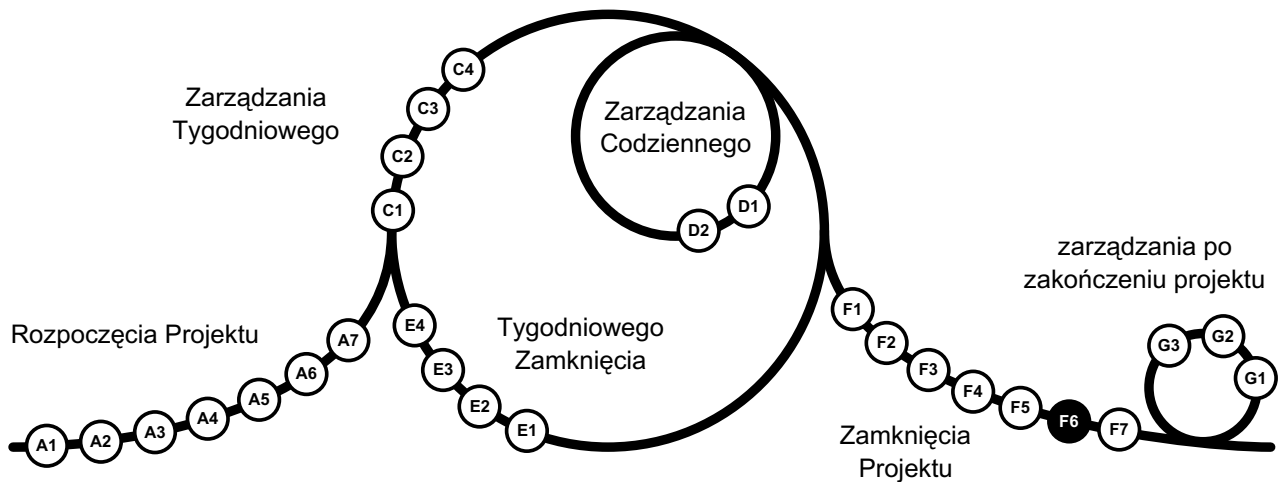 Zarządzania
Tygodniowego
C4
C3
C2
C1
Zarządzania
Codziennego
D1
D2
Rozpoczęcia Projektu
A1
A2
A3
A4
A5
A6
A7
Tygodniowego
Zamknięcia
E4
E3
E2
E1
F1
F2
F3
F4
F5
F6
F7
Zamknięcia
Projektu
zarządzania po
zakończeniu projektu
G3
G2
G1